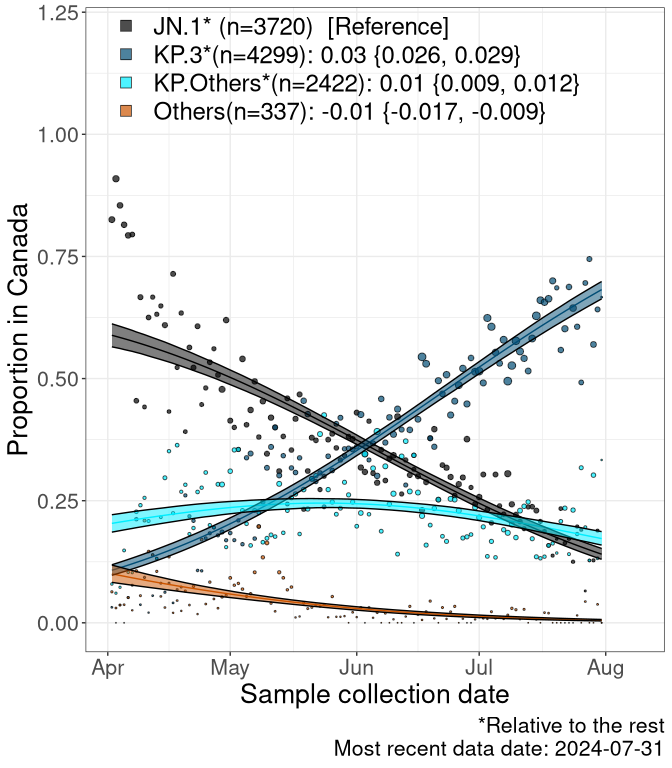 1.25
JN.1* (n=3720)  [Reference]
KP.3*(n=4299): 0.03 {0.026, 0.029}
KP.Others*(n=2422): 0.01 {0.009, 0.012}
Others(n=337): -0.01 {-0.017, -0.009}
1.00
0.75
0.50
0.25
0.00
Proportion in Canada
Apr May Jun Jul Aug
Sample collection date
*Relative to the rest
Most recent data date: 2024-07-31